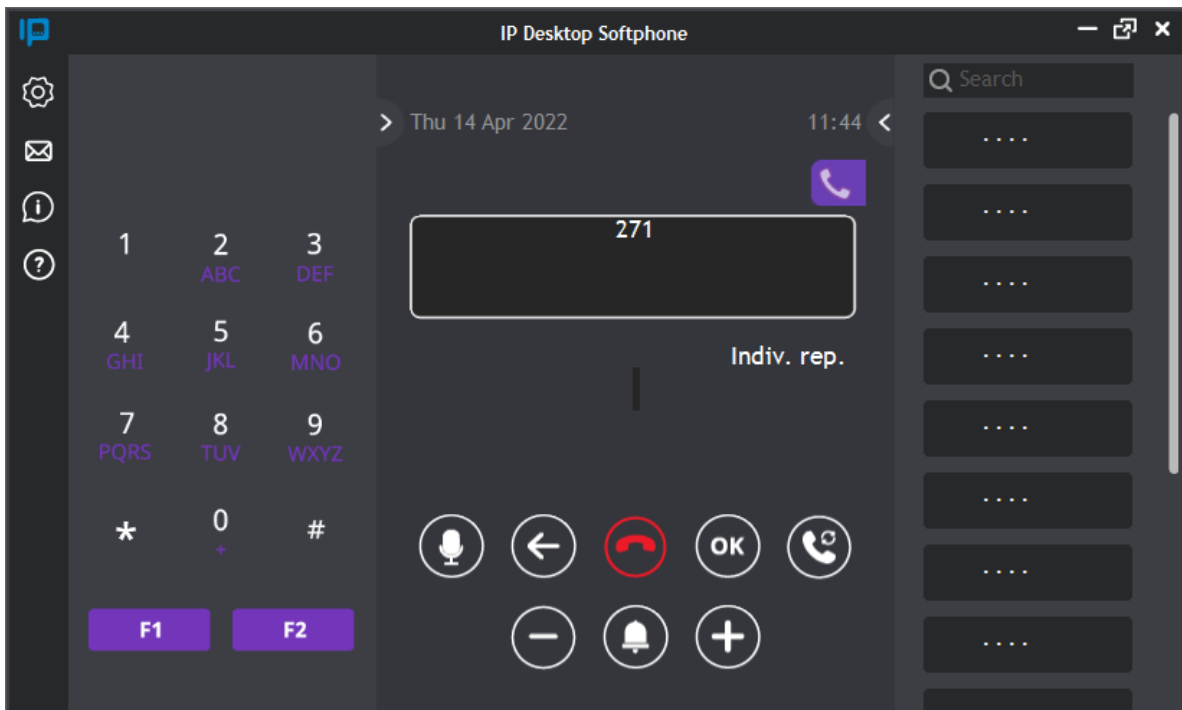 IP
IP Desktop Softphone
Search
Thu 14 Apr 2022
11:44
271
Indiv. rep.
1
2
3
ABC
DEF
4
5
6
GHI
JKL
MNO
7
8
9
PQRS
TUV
WXYZ
*
0
#
+
OK
F1
F2
....
....
....
....
....
....
....
....